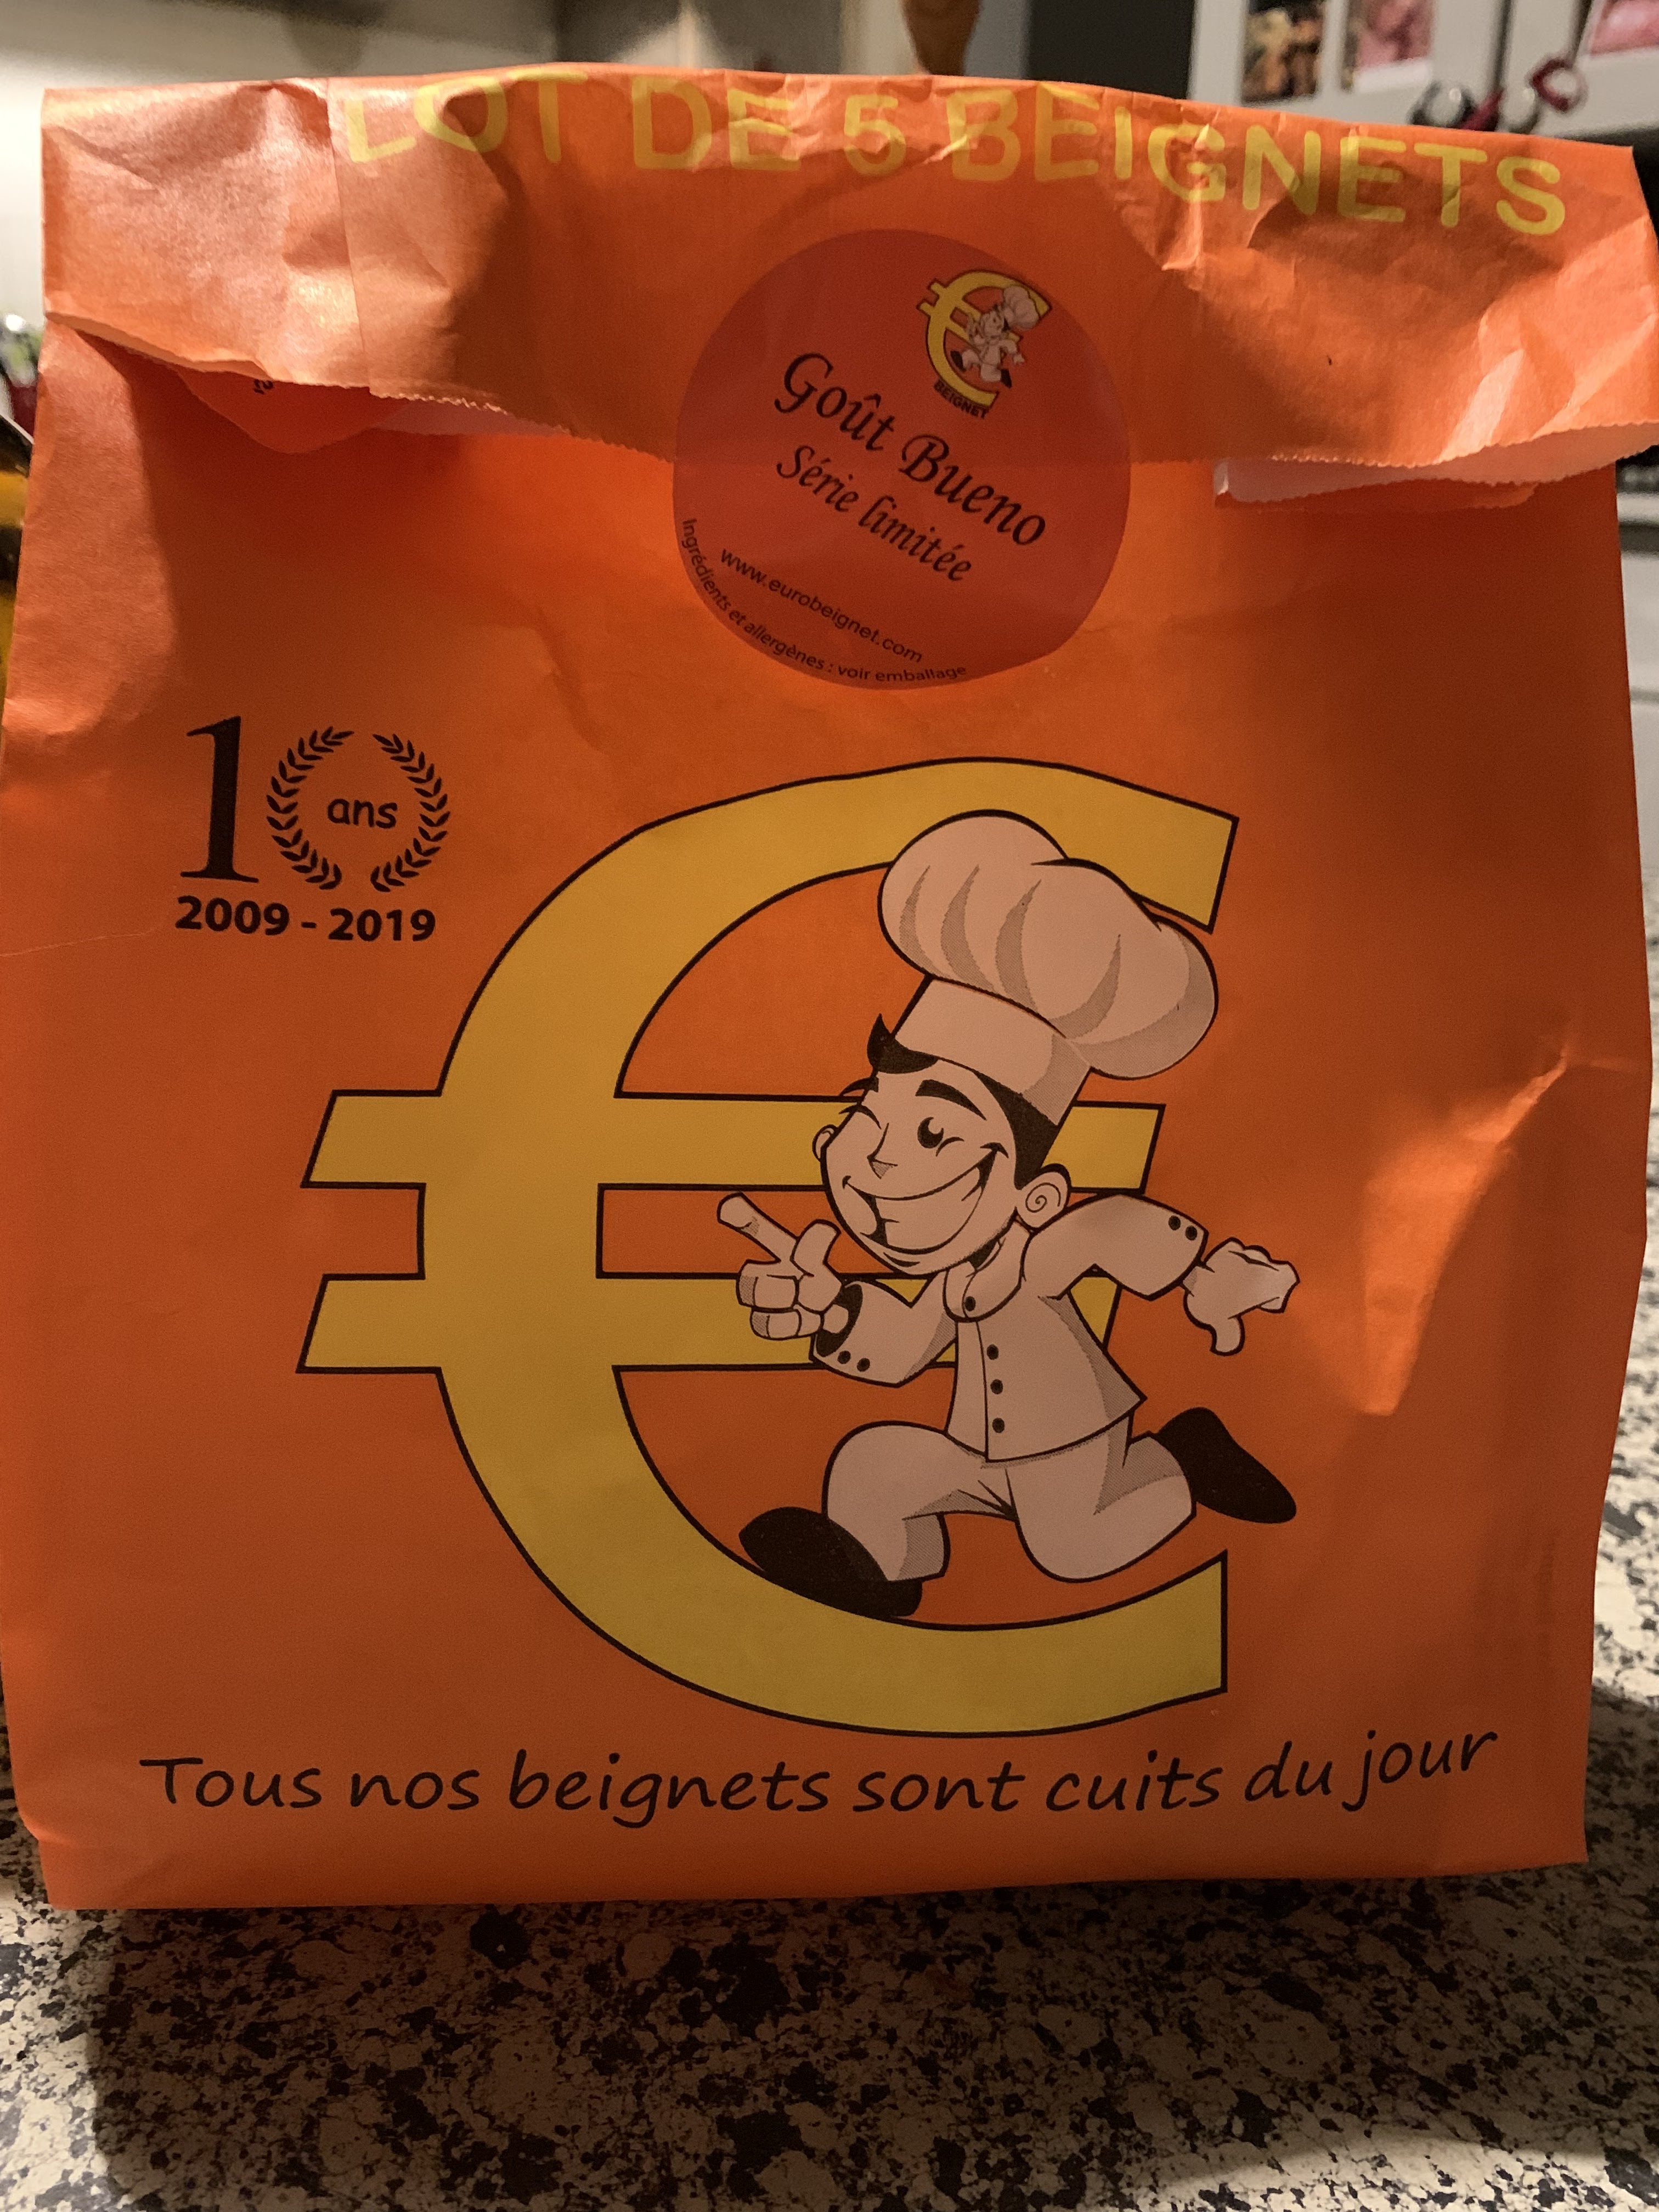 LOT DE 5 BEIGNETS
BEIGNET
Goût Bueno
Série limitée
www.eurobeignet.com
Ingrédients et allergènes : voir emballage
10 ans
2009 - 2019
Tous nos beignets sont cuits du jour